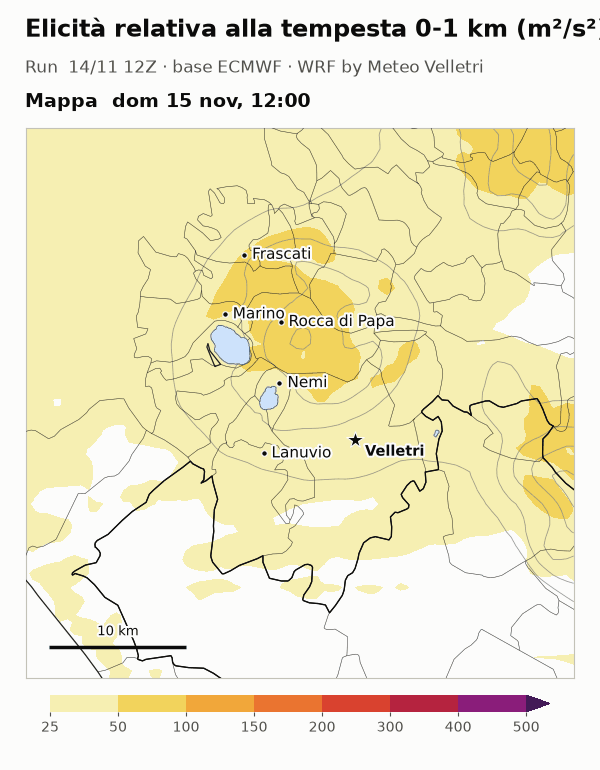 Elicità relativa alla tempesta 0-1 km (m²/s²)
Run  14/11 12Z · base ECMWF · WRF by Meteo Velletri
Mappa  dom 15 nov, 12:00
Frascati
Marino
Rocca di Papa
Nemi
Velletri
Lanuvio
10 km
25 50 100 150 200 300 400 500